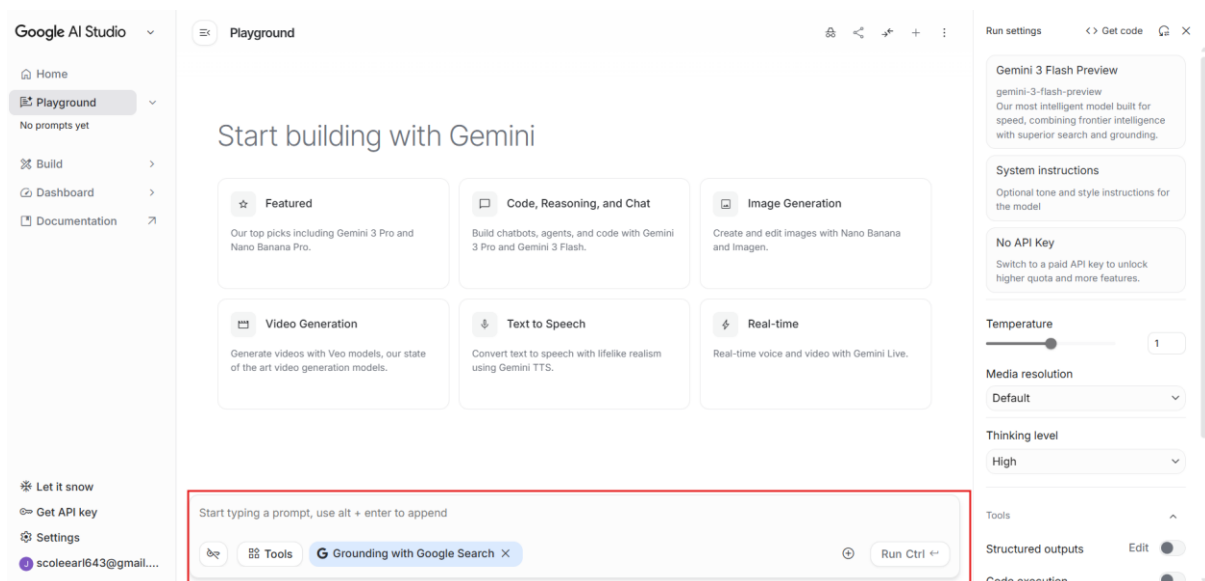 Google AI Studio
Home
Playground
No prompts yet
Build
Dashboard
Documentation
Let it snow
Get API key
Settings
scoleearl643@gmail....
Playground
Start building with Gemini
Featured
Our top picks including Gemini 3 Pro and
Nano Banana Pro.
Code, Reasoning, and Chat
Build chatbots, agents, and code with Gemini
3 Pro and Gemini 3 Flash.
Image Generation
Create and edit images with Nano Banana
and Imagen.
Video Generation
Generate videos with Veo models, our state
of the art video generation models.
Text to Speech
Convert text to speech with lifelike realism
using Gemini TTS.
Real-time
Real-time voice and video with Gemini Live.
Start typing a prompt, use alt + enter to append
Tools
G Grounding with Google Search
Run Ctrl ↵
Run settings
<> Get code
Gemini 3 Flash Preview
gemini-3-flash-preview
Our most intelligent model built for
speed, combining frontier intelligence
with superior search and grounding.
System instructions
Optional tone and style instructions for
the model
No API Key
Switch to a paid API key to unlock
higher quota and more features.
Temperature
1
Media resolution
Default
Thinking level
High
Tools
Structured outputs
Edit
Code execution